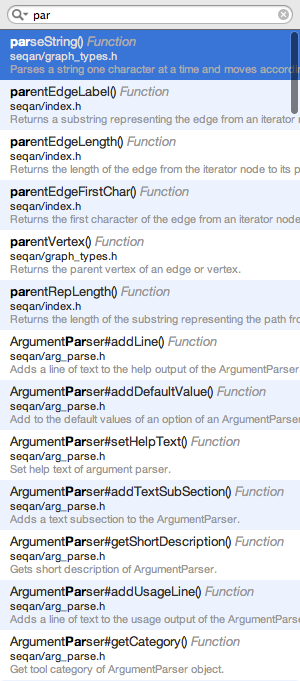 par
parseString() Function
seqan/graph_types.h
Parses a string one character at a time and moves accordi
parentEdgeLabel() Function
seqan/index.h
Returns a substring representing the edge from an iterator n
parentEdgeLength() Function
seqan/index.h
Returns the length of the edge from the iterator node to its p
parentEdgeFirstChar() Function
seqan/index.h
Returns the first character of the edge from an iterator node
parentVertex() Function
seqan/graph_types.h
Returns the parent vertex of an edge or vertex.
parentRepLength() Function
seqan/index.h
Returns the length of the substring representing the path fro
ArgumentParser#addLine() Function
seqan/arg_parse.h
Adds a line of text to the help output of the ArgumentParser
ArgumentParser#addDefaultValue() Function
seqan/arg_parse.h
Add to the default values of an option of an ArgumentParser
ArgumentParser#setHelpText() Function
seqan/arg_parse.h
Set help text of argument parser.
ArgumentParser#addTextSubSection() Function
seqan/arg_parse.h
Adds a text subsection to the ArgumentParser.
ArgumentParser#getShortDescription() Function
seqan/arg_parse.h
Gets short description of ArgumentParser.
ArgumentParser#addUsageLine() Function
seqan/arg_parse.h
Adds a line of text to the usage output of the ArgumentParse
ArgumentParser#getCategory() Function
seqan/arg_parse.h
Get tool category of ArgumentParser object.